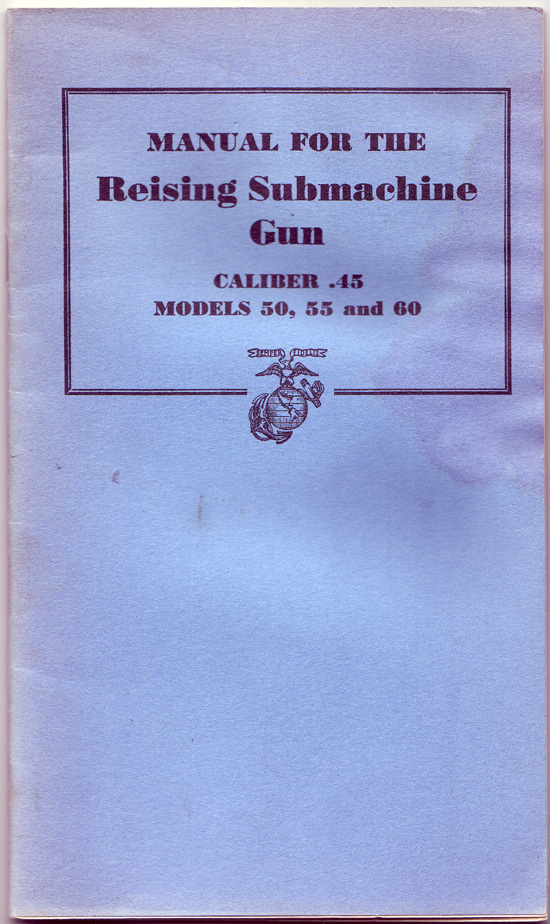 MANUAL FOR THE
Reising Submachine
Gun
CALIBER .45
MODELS 50, 55 and 60
SEMPER FIDELIS